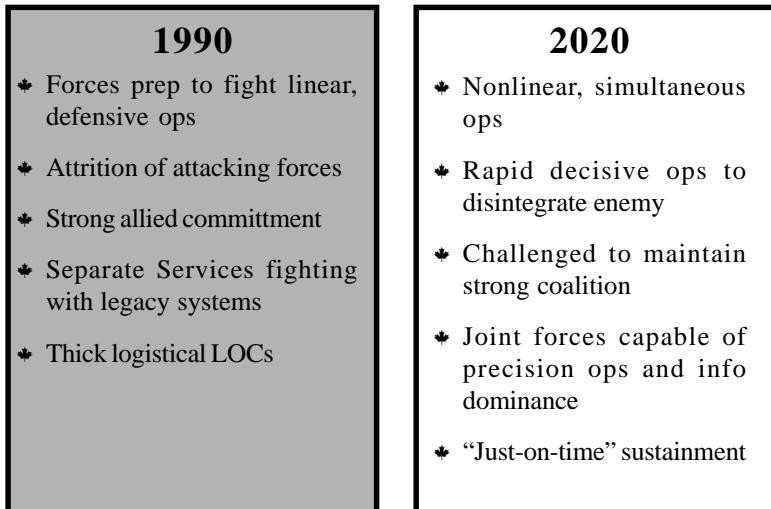 1990
Forces prep to fight linear,
defensive ops
Attrition of attacking forces
Strong allied committment
Separate Services fighting
with legacy systems
Thick logistical LOCs
2020
Nonlinear, simultaneous
ops
Rapid decisive ops to
disintegrate enemy
Challenged to maintain
strong coalition
Joint forces capable of
precision ops and info
dominance
“Just-on-time” sustainment